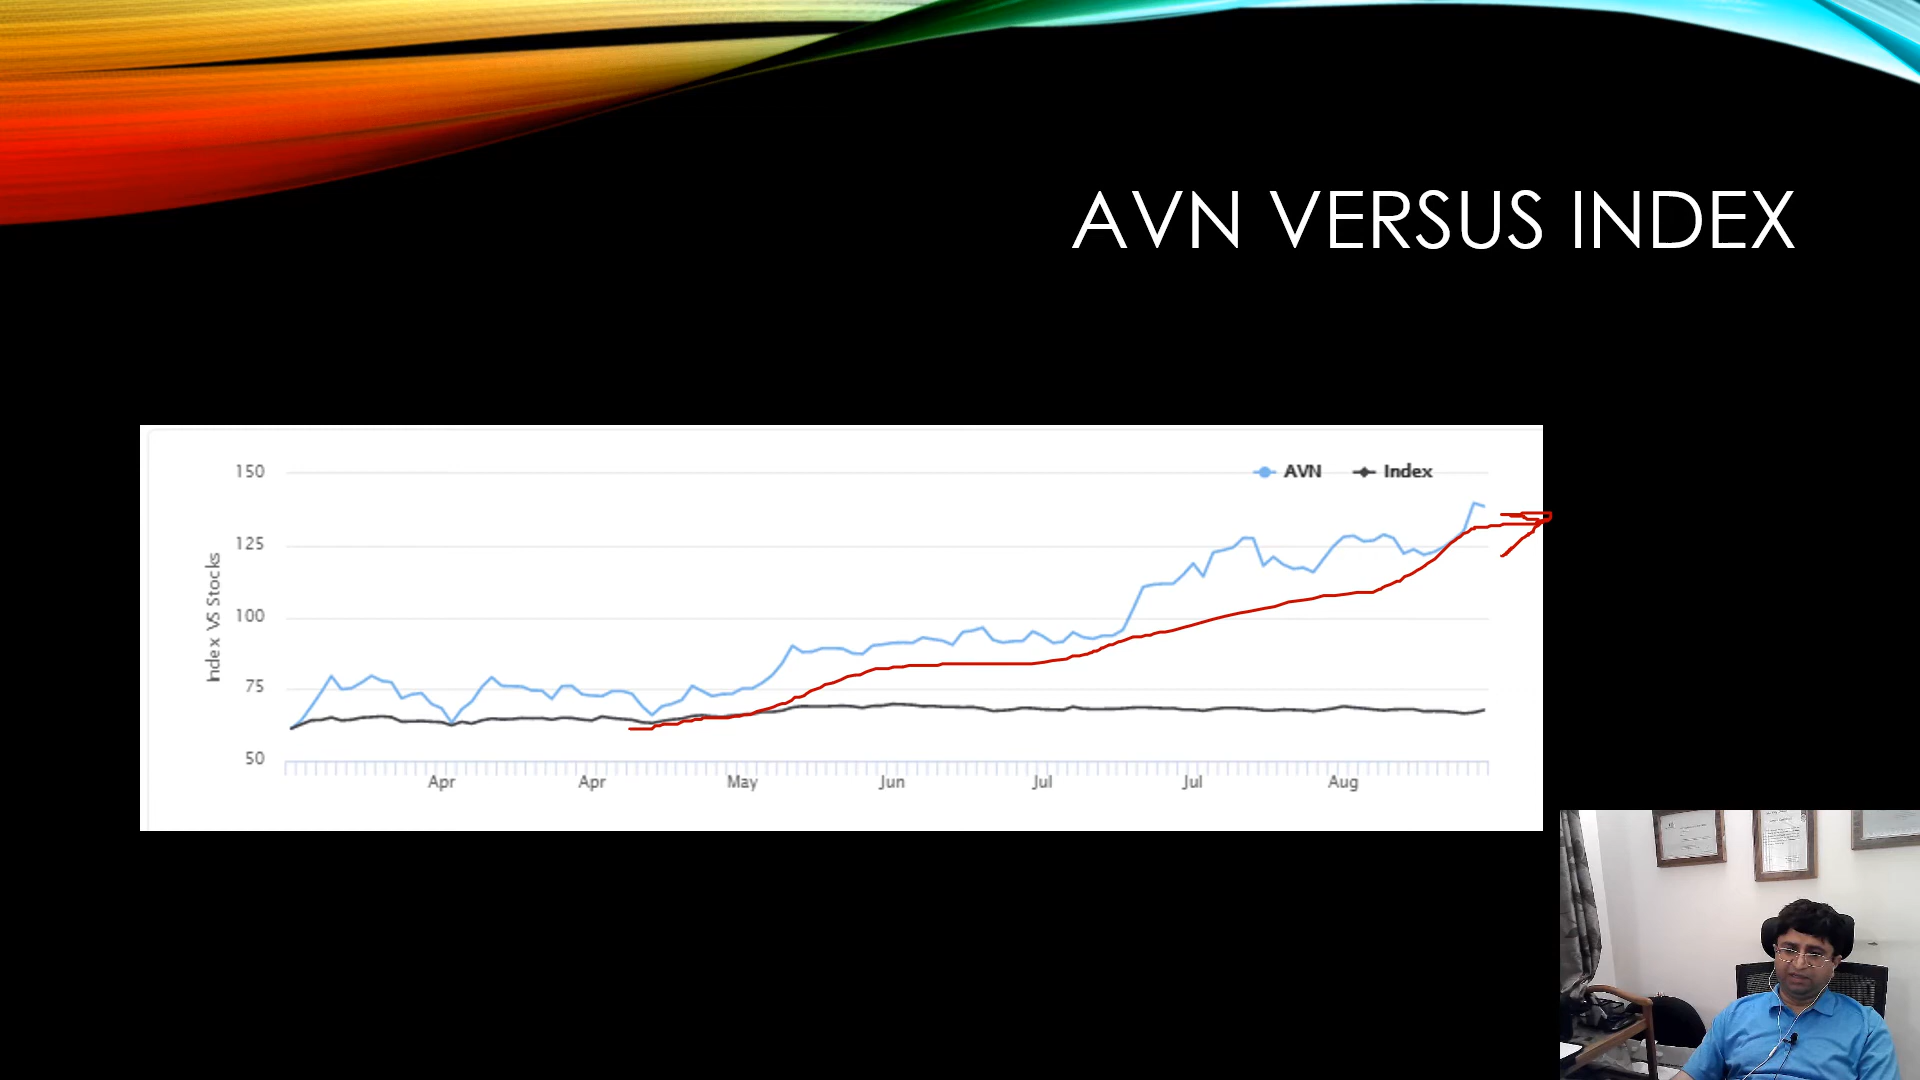 AVN VERSUS INDEX
AVN Index
150
125
100
75
50
Index VS Stocks
Apr Apr May Jun Jul Jul Aug